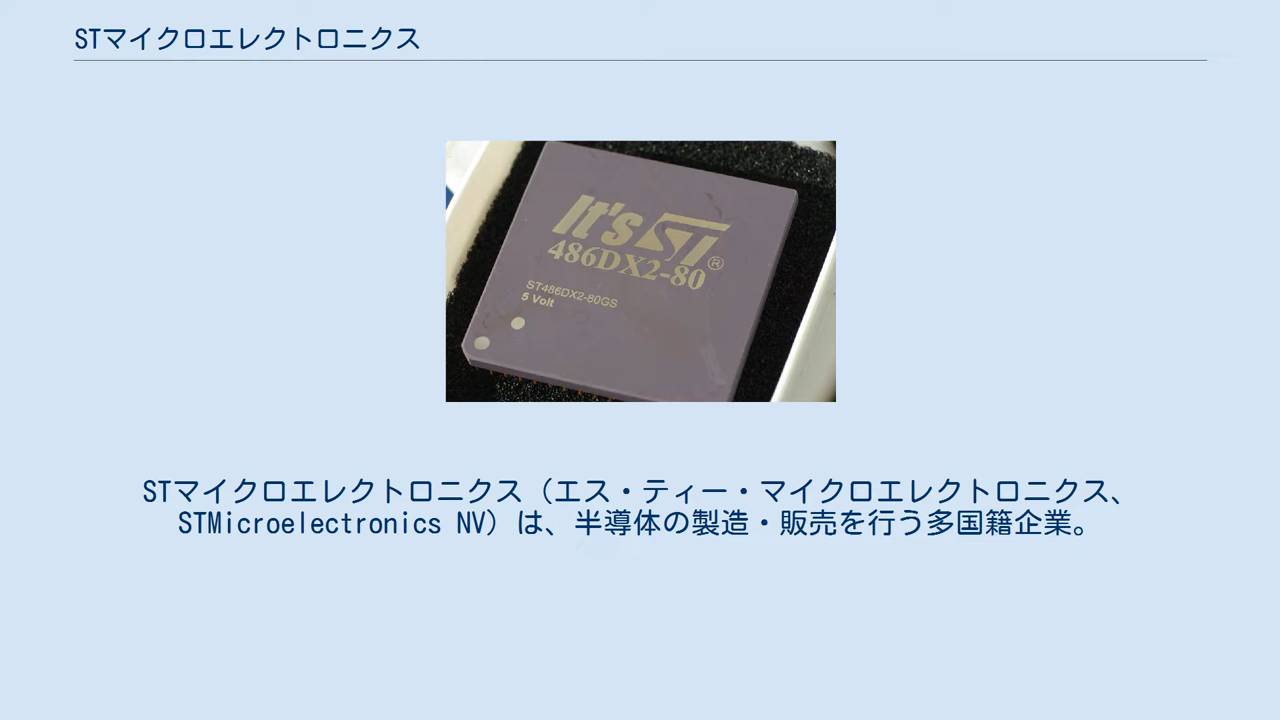 STマイクロエレクトロニクス
It's ST
486DX2-80 ®
ST486DX2-80GS
5 Volt
STマイクロエレクトロニクス（エス・ティー・マイクロエレクトロニクス、
STMicroelectronics NV）は、半導体の製造・販売を行う多国籍企業。